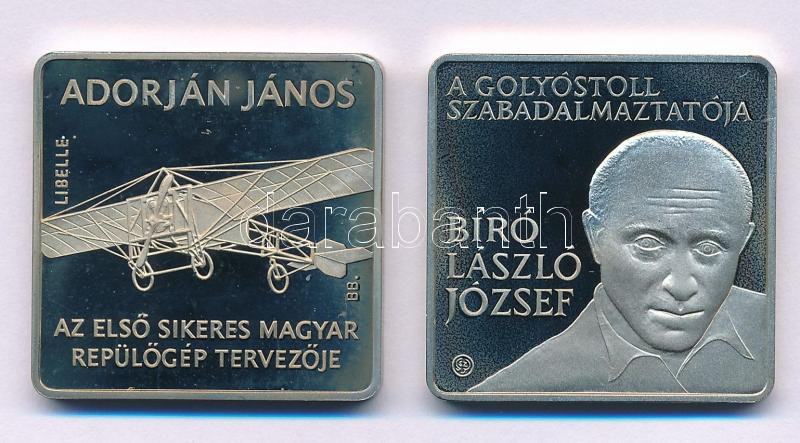 ADORJÁN JÁNOS
LIBELLE
BB.
AZ ELSŐ SIKERES MAGYAR
REPÜLŐGÉP TERVEZŐJE
A GOLYÓSTOLL
SZABADALMAZTATÓJA
BÍRÓ
LÁSZLÓ
JÓZSEF
darabanth